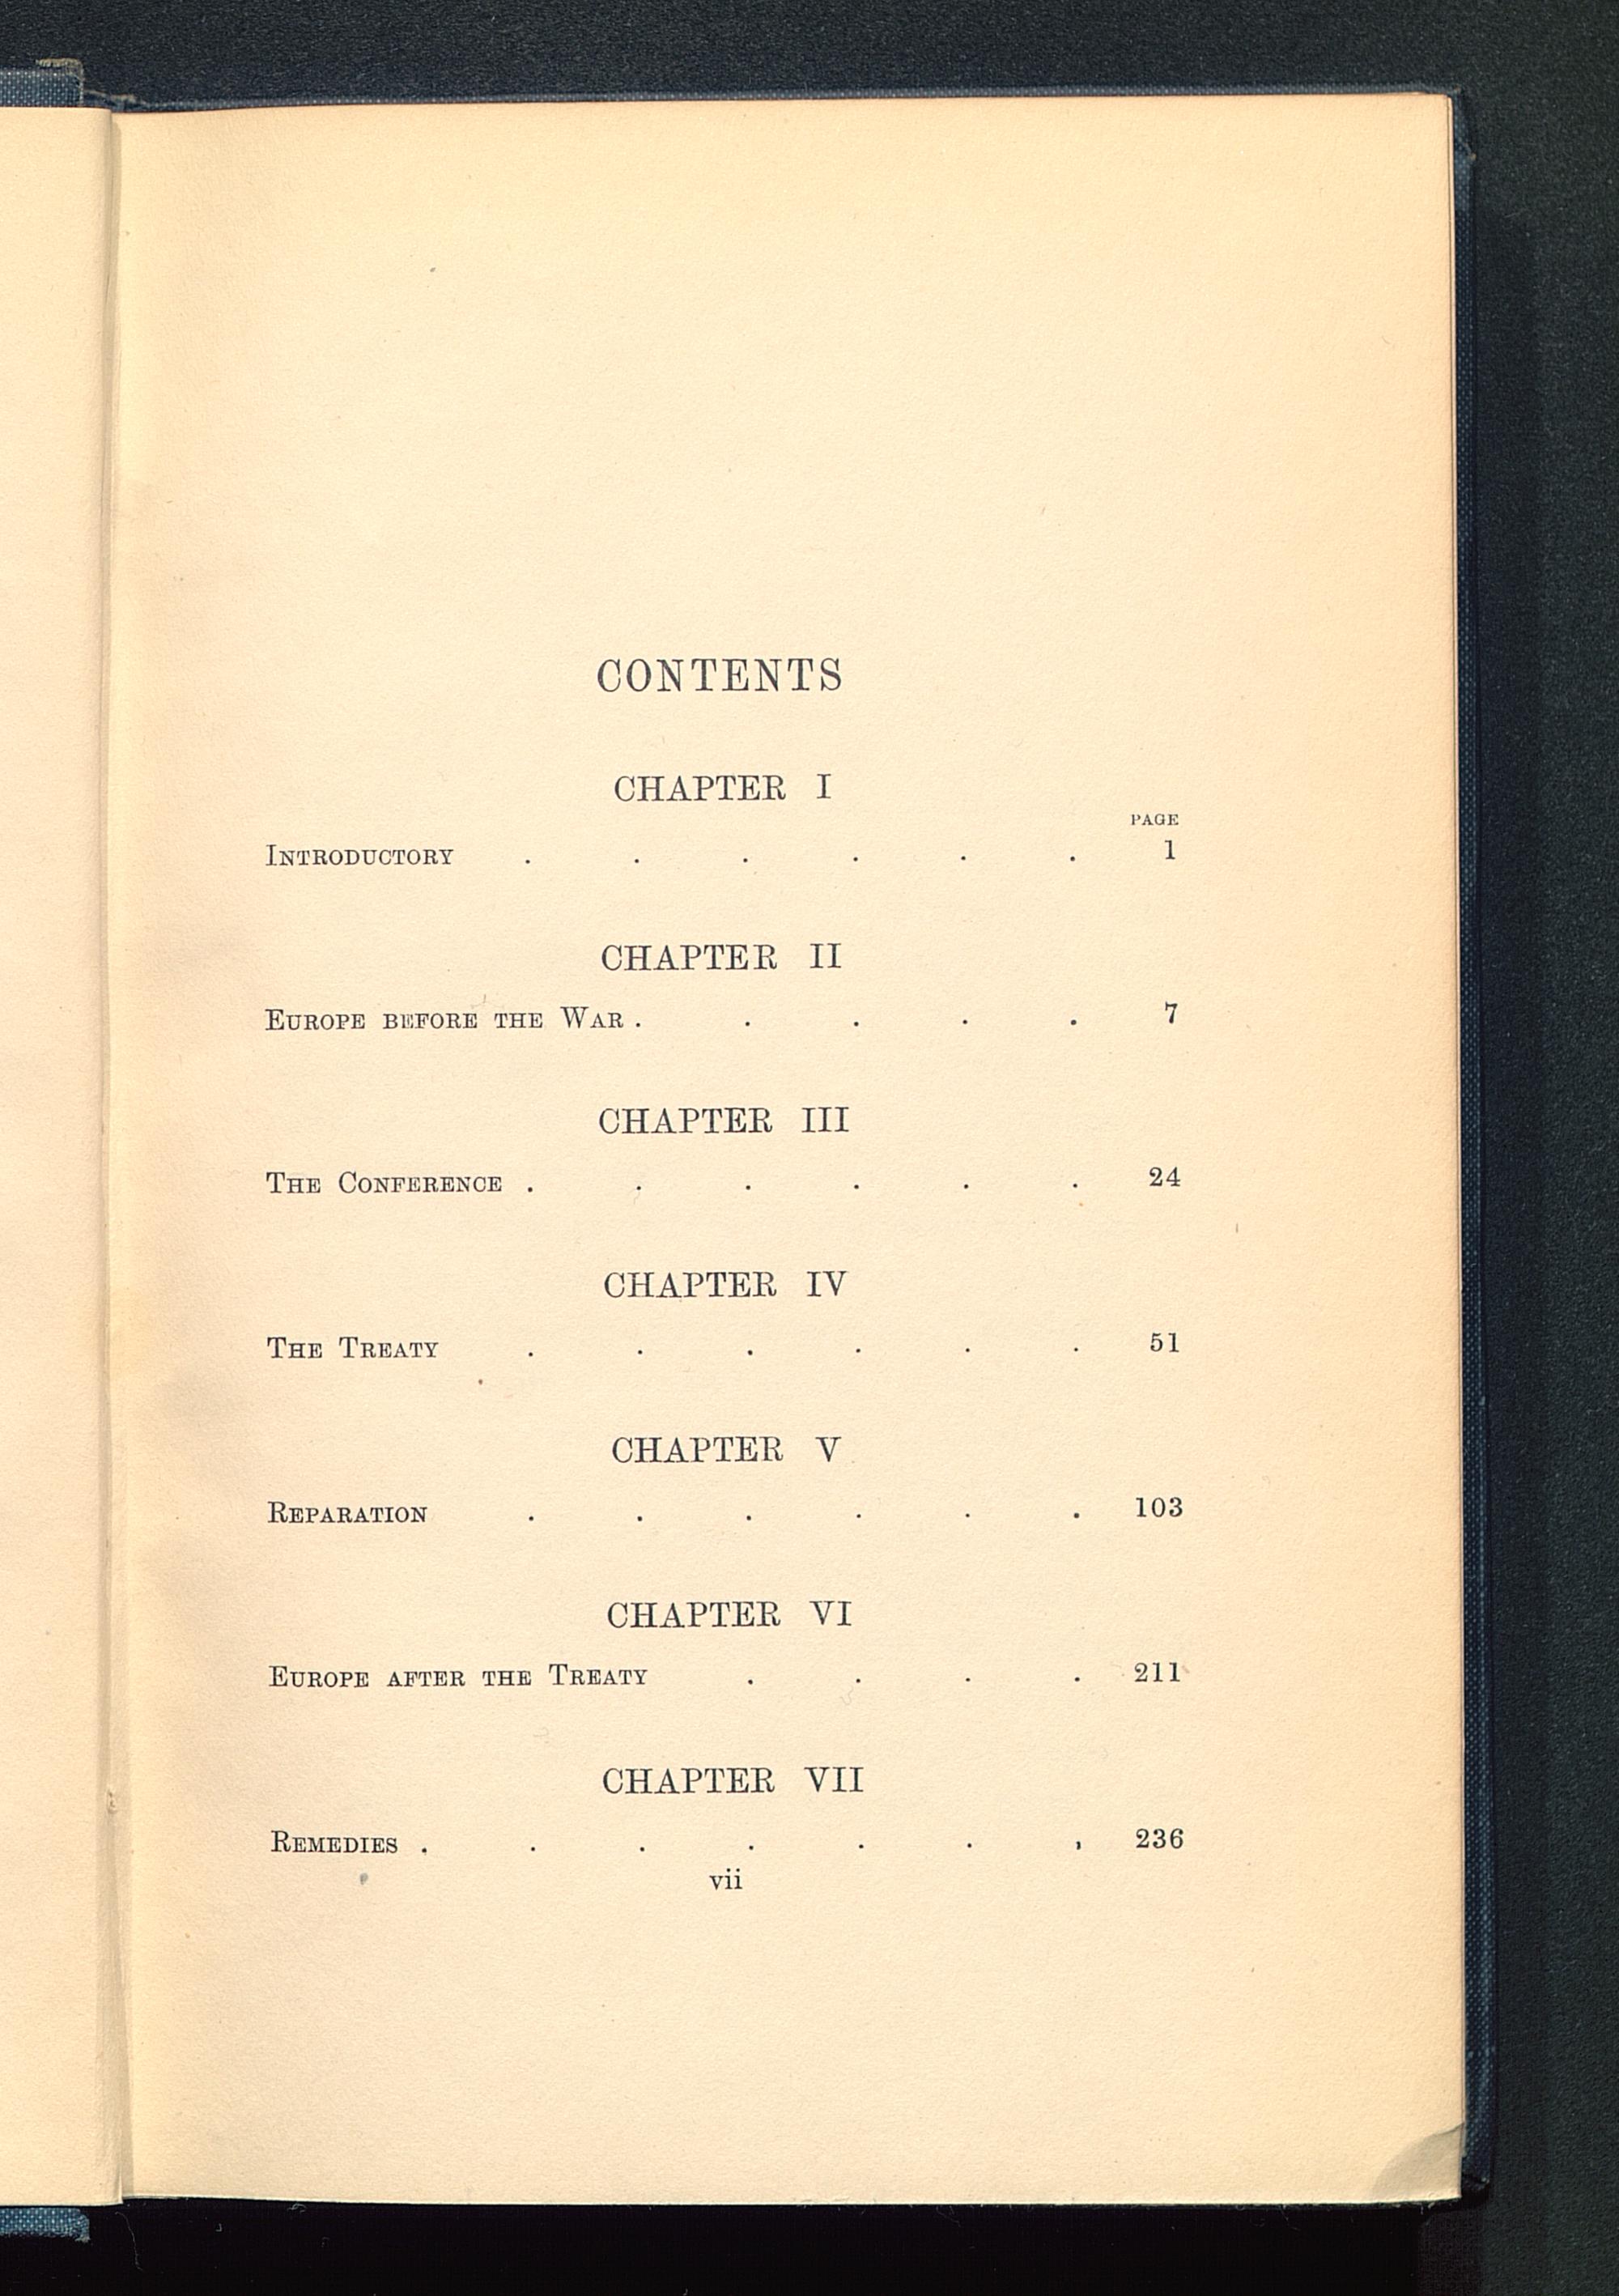 CONTENTS
CHAPTER I
PAGE
Introductory . . . . . . 1
CHAPTER II
Europe before the War . . . . . 7
CHAPTER III
The Conference . . . . . . 24
CHAPTER IV
The Treaty . . . . . . 51
CHAPTER V
Reparation . . . . . . 103
CHAPTER VI
Europe after the Treaty . . . . 211
CHAPTER VII
Remedies . . . . . . . 236
vii